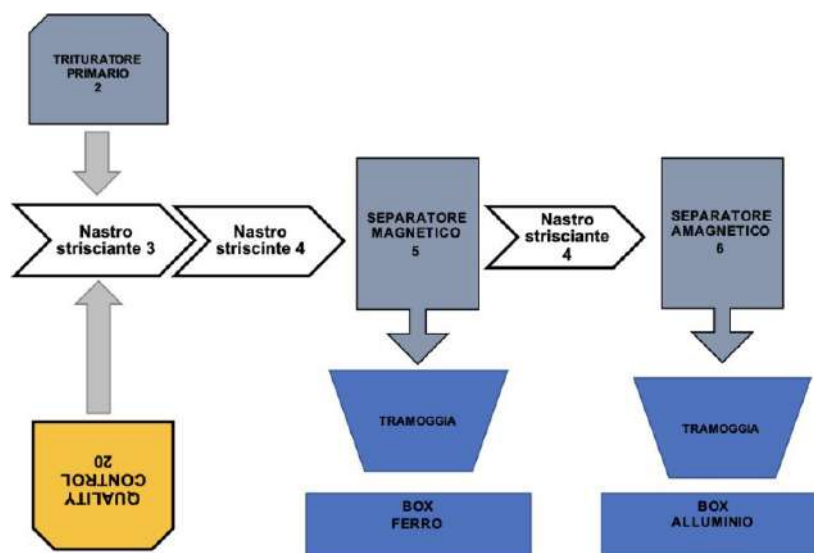 TRITURATORE
PRIMARIO
2
Nastro
strisciante 3
Nastro
striscinte 4
SEPARATORE
MAGNETICO
5
Nastro
strisciante
4
SEPARATORE
AMAGNETICO
6
TRAMOGGIA
TRAMOGGIA
QUALITY
CONTROL
20
BOX
FERRO
BOX
ALLUMINIO